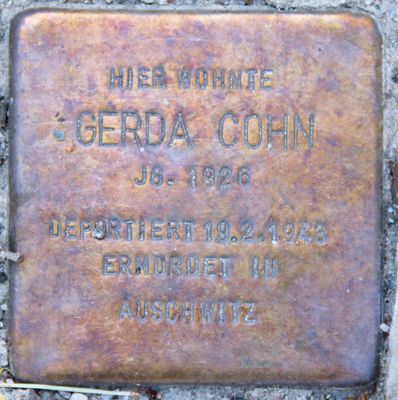 HIER WOHNTE
GERDA COHN
JG. 1926
DEPORTIERT 19.2.1943
ERMORDET IN
AUSCHWITZ